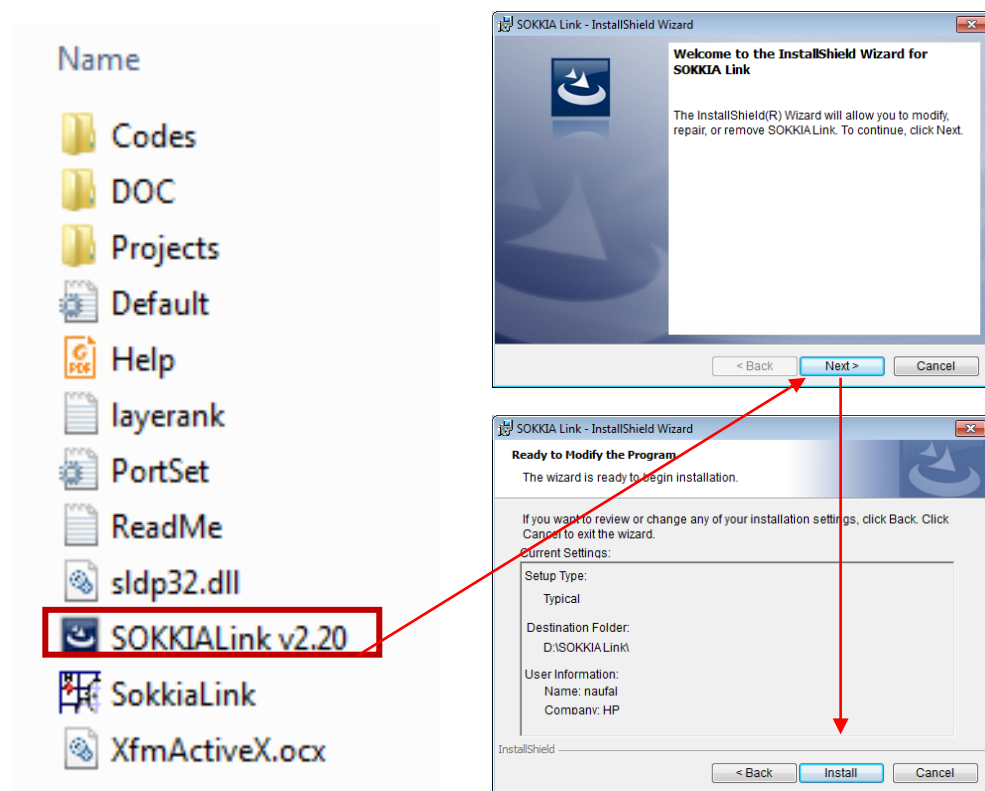 Name
Codes
DOC
Projects
Default
Help
layerank
PortSet
ReadMe
sldp32.dll
SOKKIALink v2.20
SokkiaLink
XfmActiveX.ocx
SOKKIA Link - InstallShield Wizard
Welcome to the InstallShield Wizard for
SOKKIA Link
The InstallShield(R) Wizard will allow you to modify,
repair, or remove SOKKIA Link. To continue, click Next.
< Back Next > Cancel
SOKKIA Link - InstallShield Wizard
Ready to Modify the Program
The wizard is ready to begin installation.
If you want to review or change any of your installation settings, click Back. Click
Cancel to exit the wizard.
Current Settings:
Setup Type:
Typical
Destination Folder:
D:\SOKKIALink\
User Information:
Name: naufal
Company: HP
InstallShield
< Back Install Cancel